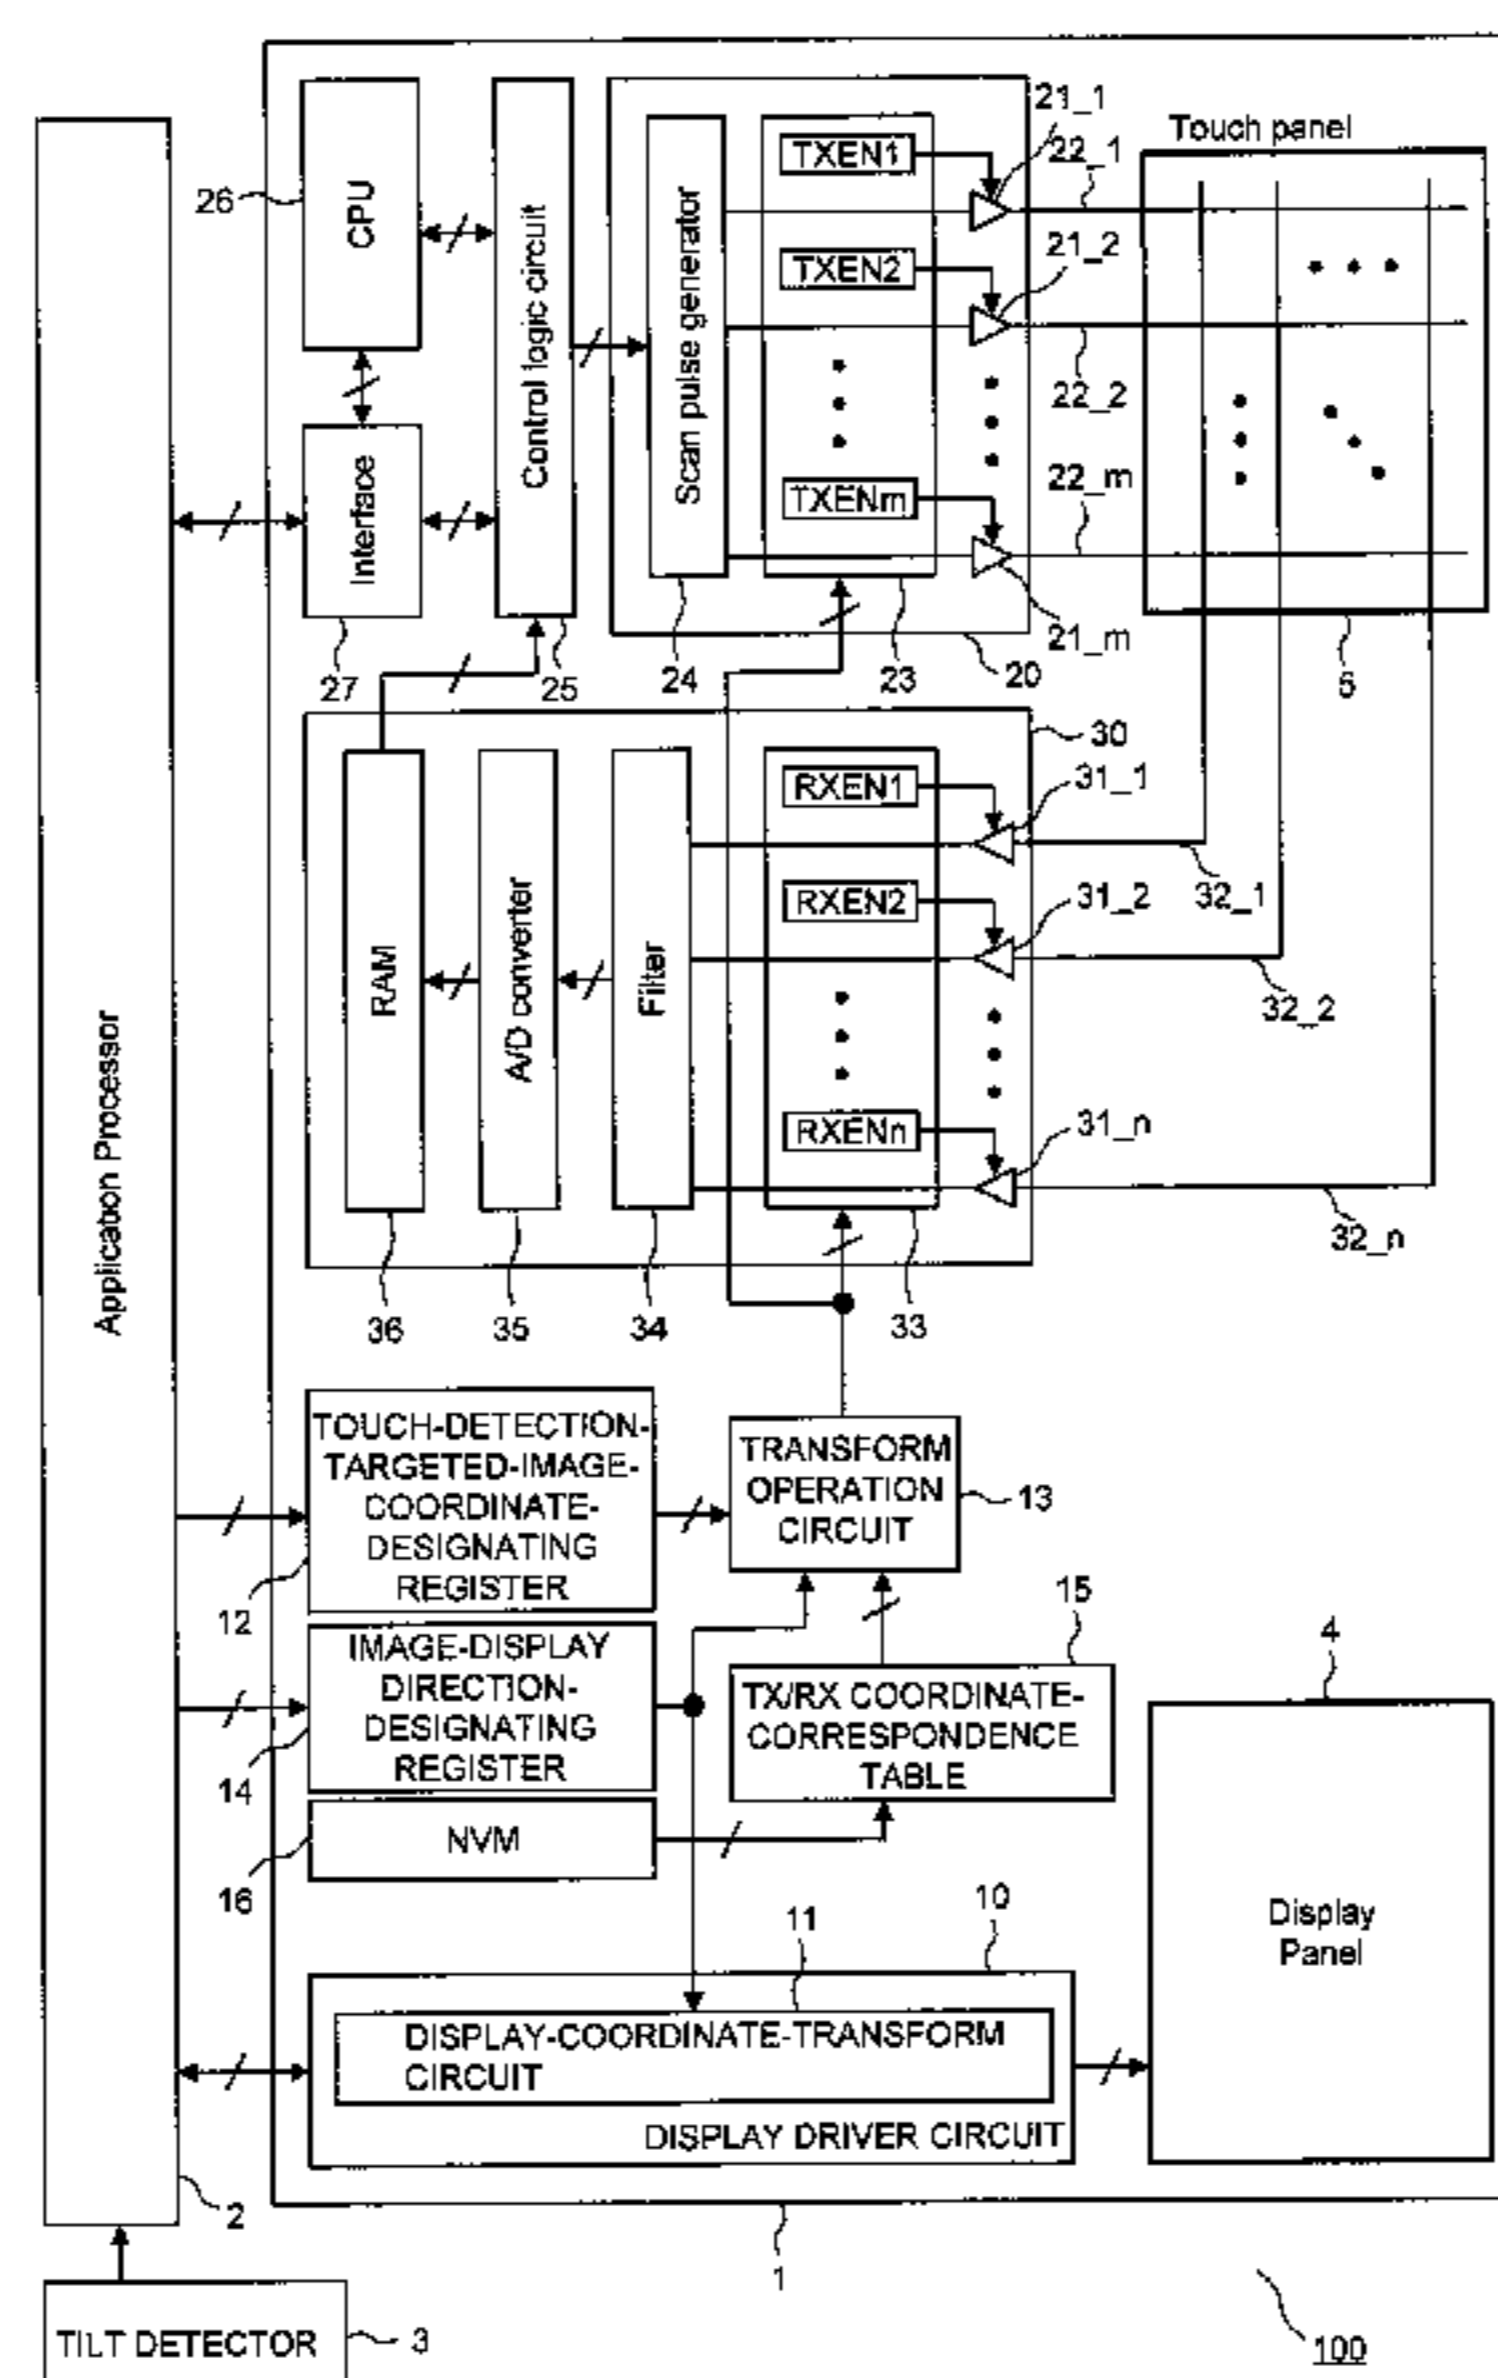 21_1
Touch panel
TXEN1
22_1
26
CPU
Control logic circuit
Scan pulse generator
21_2
TXEN2
22_2
Interface
22_m
TXENm
27
25
24
23
20
21_m
5
30
RXEN1
31_1
RAM
A/D converter
Filter
RXEN2
31_2
32_1
32_2
Application Processor
RXENn
31_n
32_n
36
35
34
33
TOUCH-DETECTION-
TARGETED-IMAGE-
COORDINATE-
DESIGNATING
REGISTER
TRANSFORM
OPERATION
CIRCUIT
13
12
15
4
IMAGE-DISPLAY
DIRECTION-
DESIGNATING
REGISTER
TX/RX COORDINATE-
CORRESPONDENCE
TABLE
14
NVM
16
11
10
Display
Panel
DISPLAY-COORDINATE-TRANSFORM
CIRCUIT
DISPLAY DRIVER CIRCUIT
2
1
TILT DETECTOR
3
100